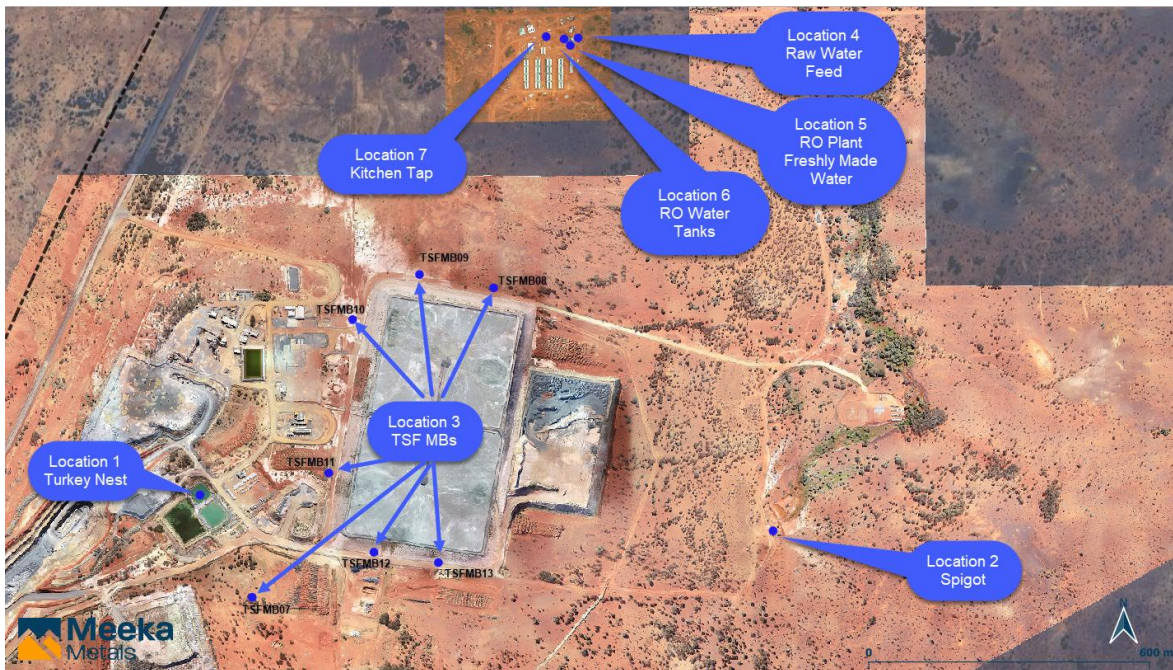 Location 4
Raw Water
Feed
Location 5
RO Plant
Freshly Made
Water
Location 7
Kitchen Tap
Location 6
RO Water
Tanks
TSFMB09
TSFMB08
TSFMB10
Location 3
TSF MBs
Location 1
Turkey Nest
TSFMB11
TSFMB12
TSFMB13
Location 2
Spigot
TSFMB07
Meeka
Metals
N
0
600 m